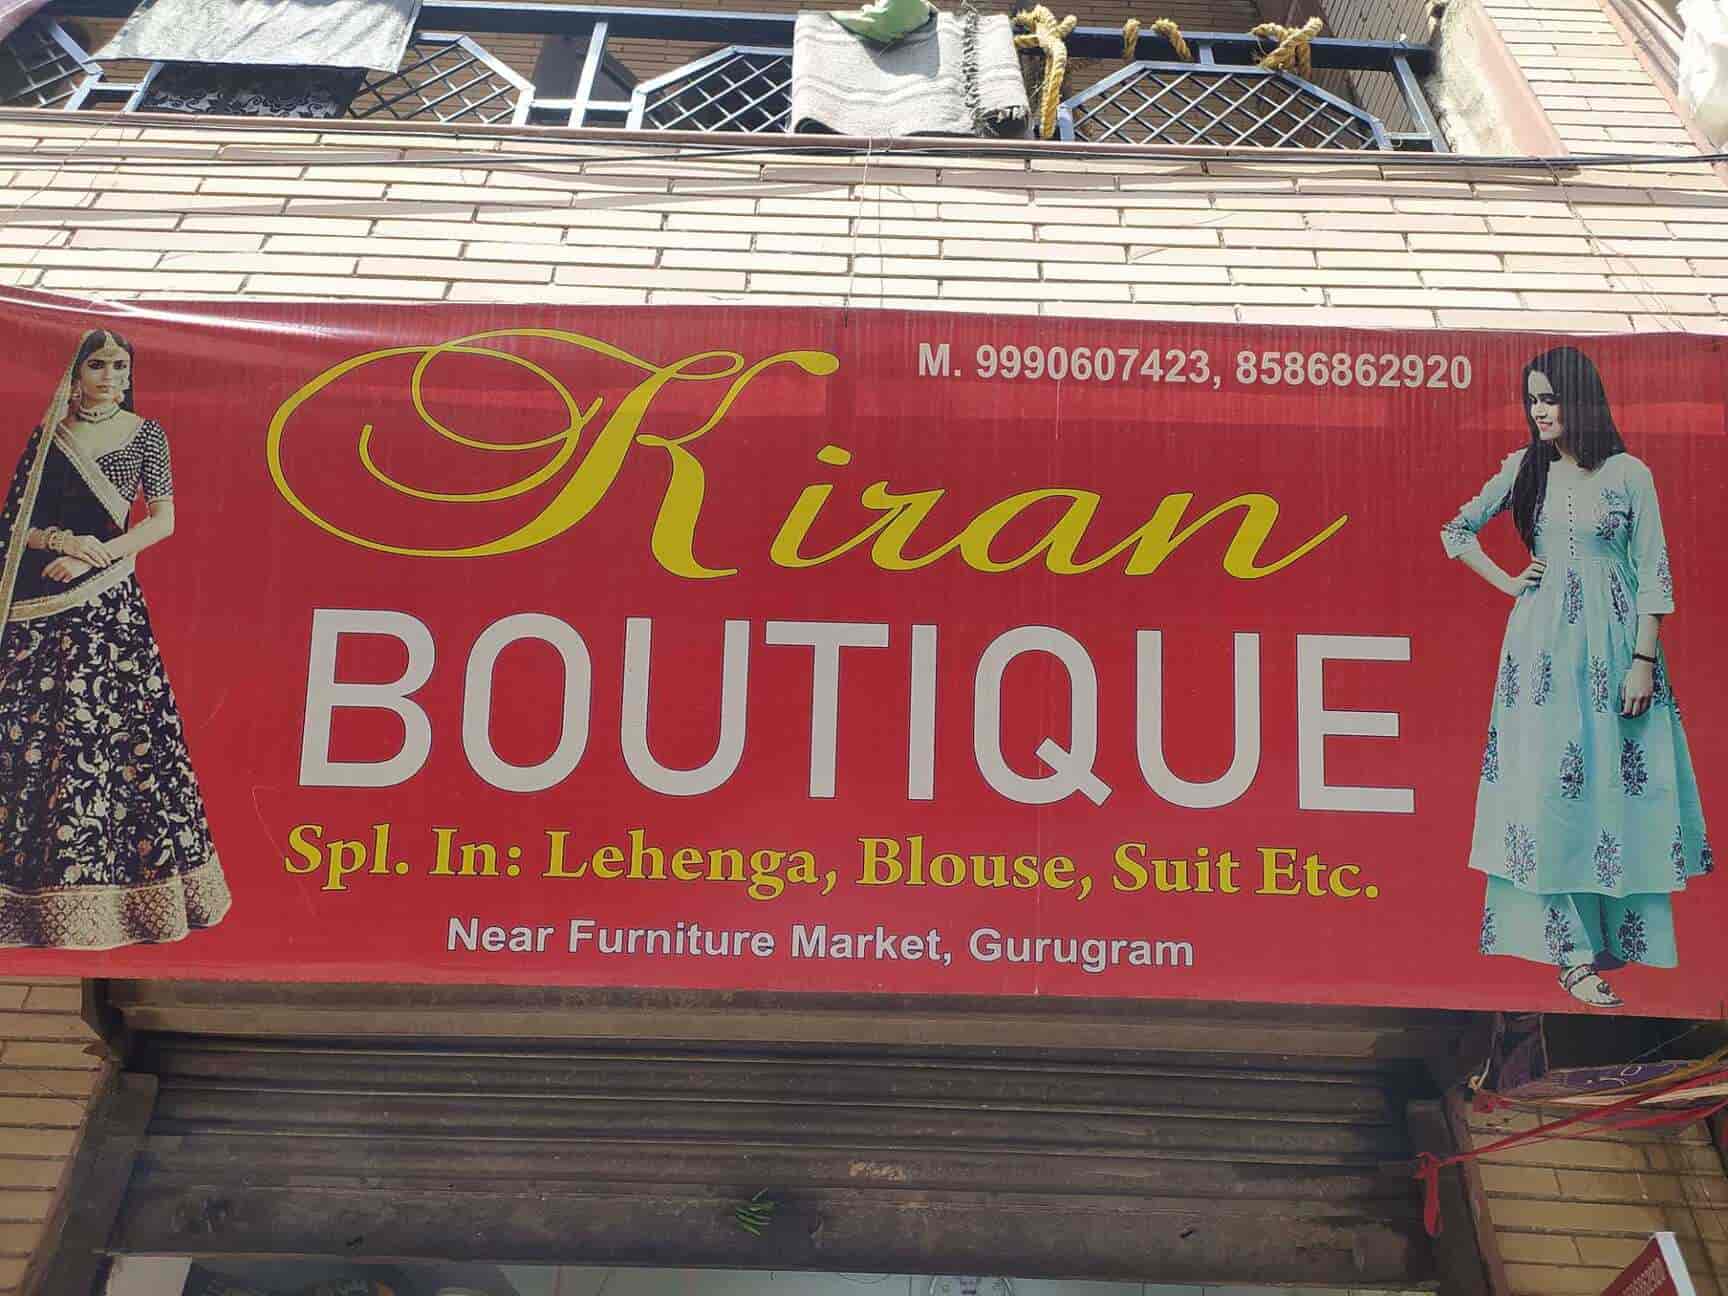 M. 9990607423, 8586862920
Kiran
BOUTIQUE
Spl. In: Lehenga, Blouse, Suit Etc.
Near Furniture Market, Gurugram